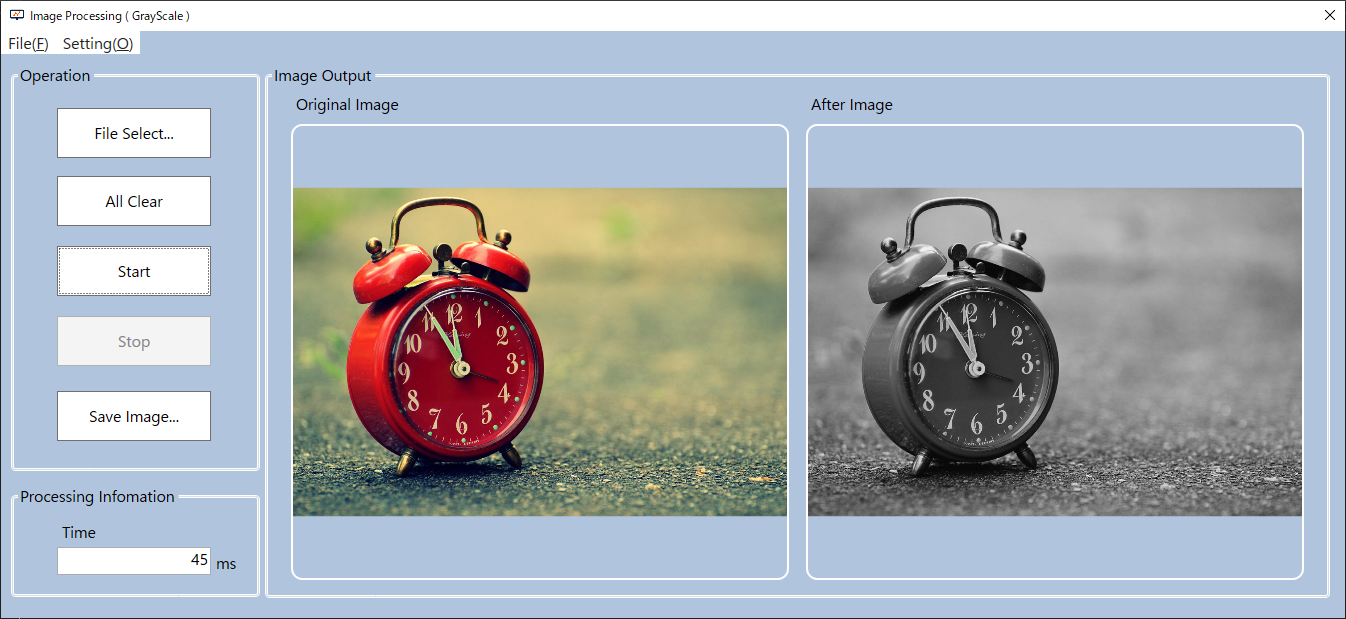 Image Processing ( GrayScale )
File(F) Setting(O)
Operation
File Select...
All Clear
Start
Stop
Save Image...
Processing Infomation
Time
45 ms
Image Output
Original Image
After Image
12
1
2
3
4
5
6
7
8
9
10
11
12
1
2
3
4
5
6
7
8
9
10
11